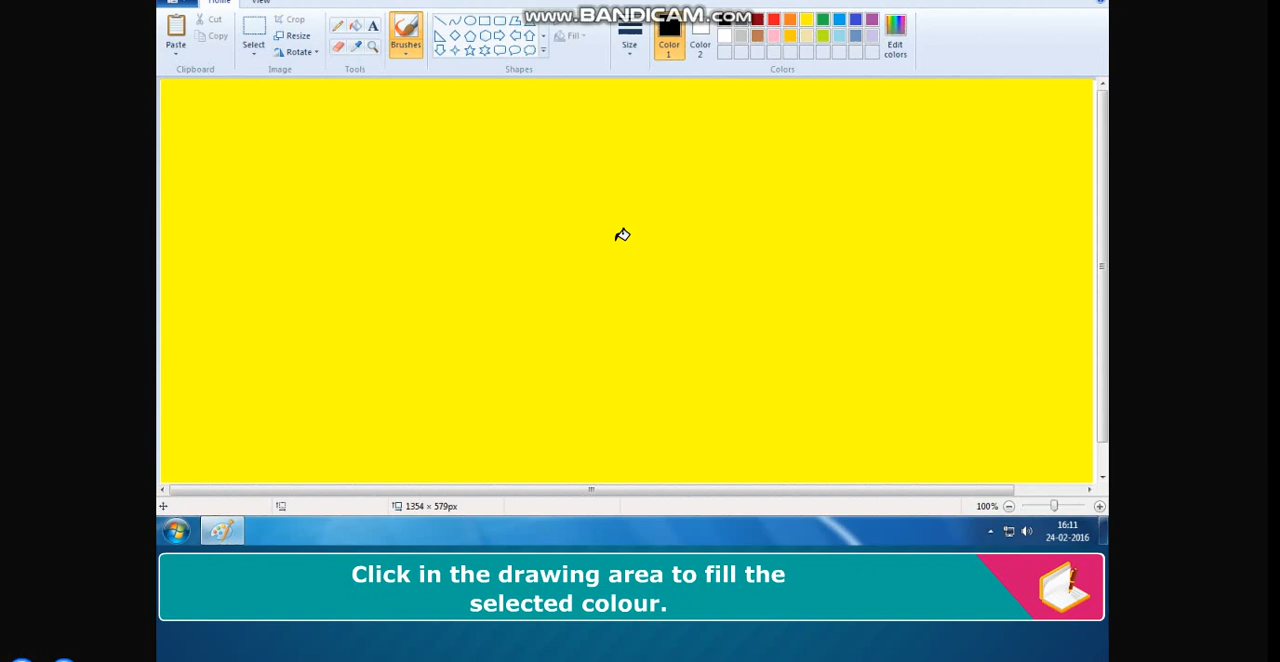 Home View
www.BANDICAM.com
Cut
Copy
Paste
Clipboard
Crop
Resize
Rotate
Select
Image
A
Tools
Brushes
Shapes
Fill
Size
Color 1
Color 2
Colors
Edit colors
1354 × 579px
100%
16:11
24-02-2016
Click in the drawing area to fill the
selected colour.